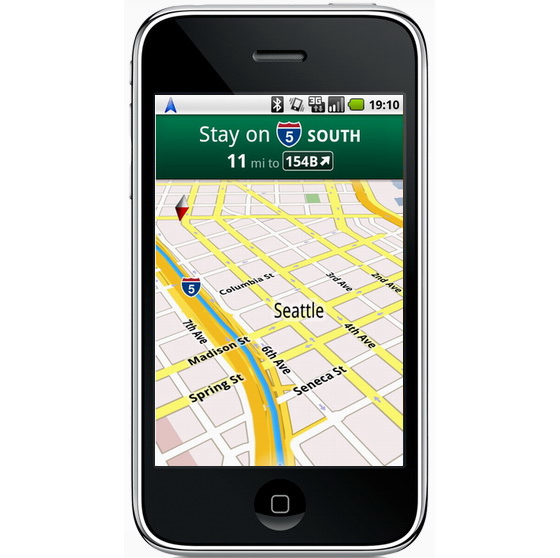 3G 19:10
Stay on 5 SOUTH
11 mi to 154B
Columbia St
3rd Ave
2nd Ave
5
Seattle
7th Ave
4th Ave
Madison St
6th Ave
Spring St
Seneca St